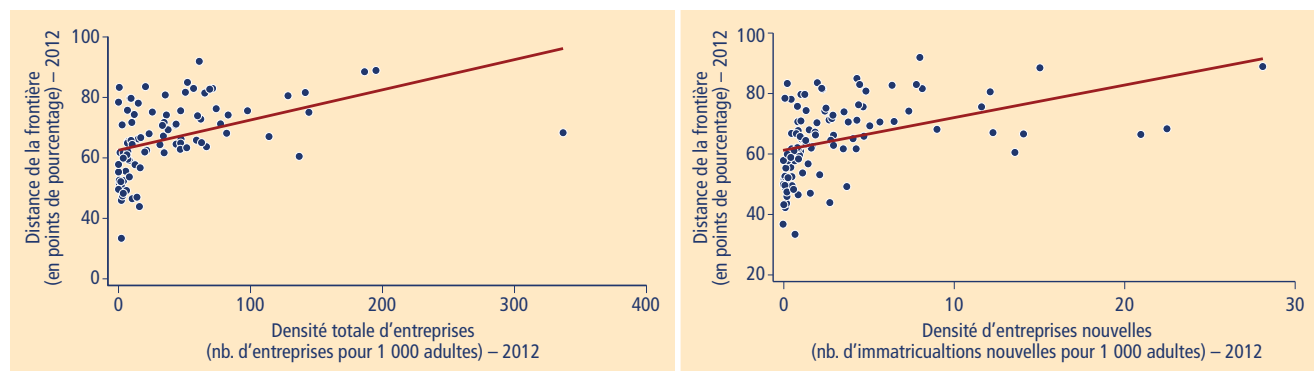 Distance de la frontière
(en points de pourcentage) – 2012
100
80
60
40
20
0
0
100
200
300
400
Densité totale d’entreprises
(nb. d’entreprises pour 1 000 adultes) – 2012
Distance de la frontière
(en points de pourcentage) – 2012
100
80
60
40
20
0
10
20
30
Densité d’entreprises nouvelles
(nb. d’immatricualtions nouvelles pour 1 000 adultes) – 2012